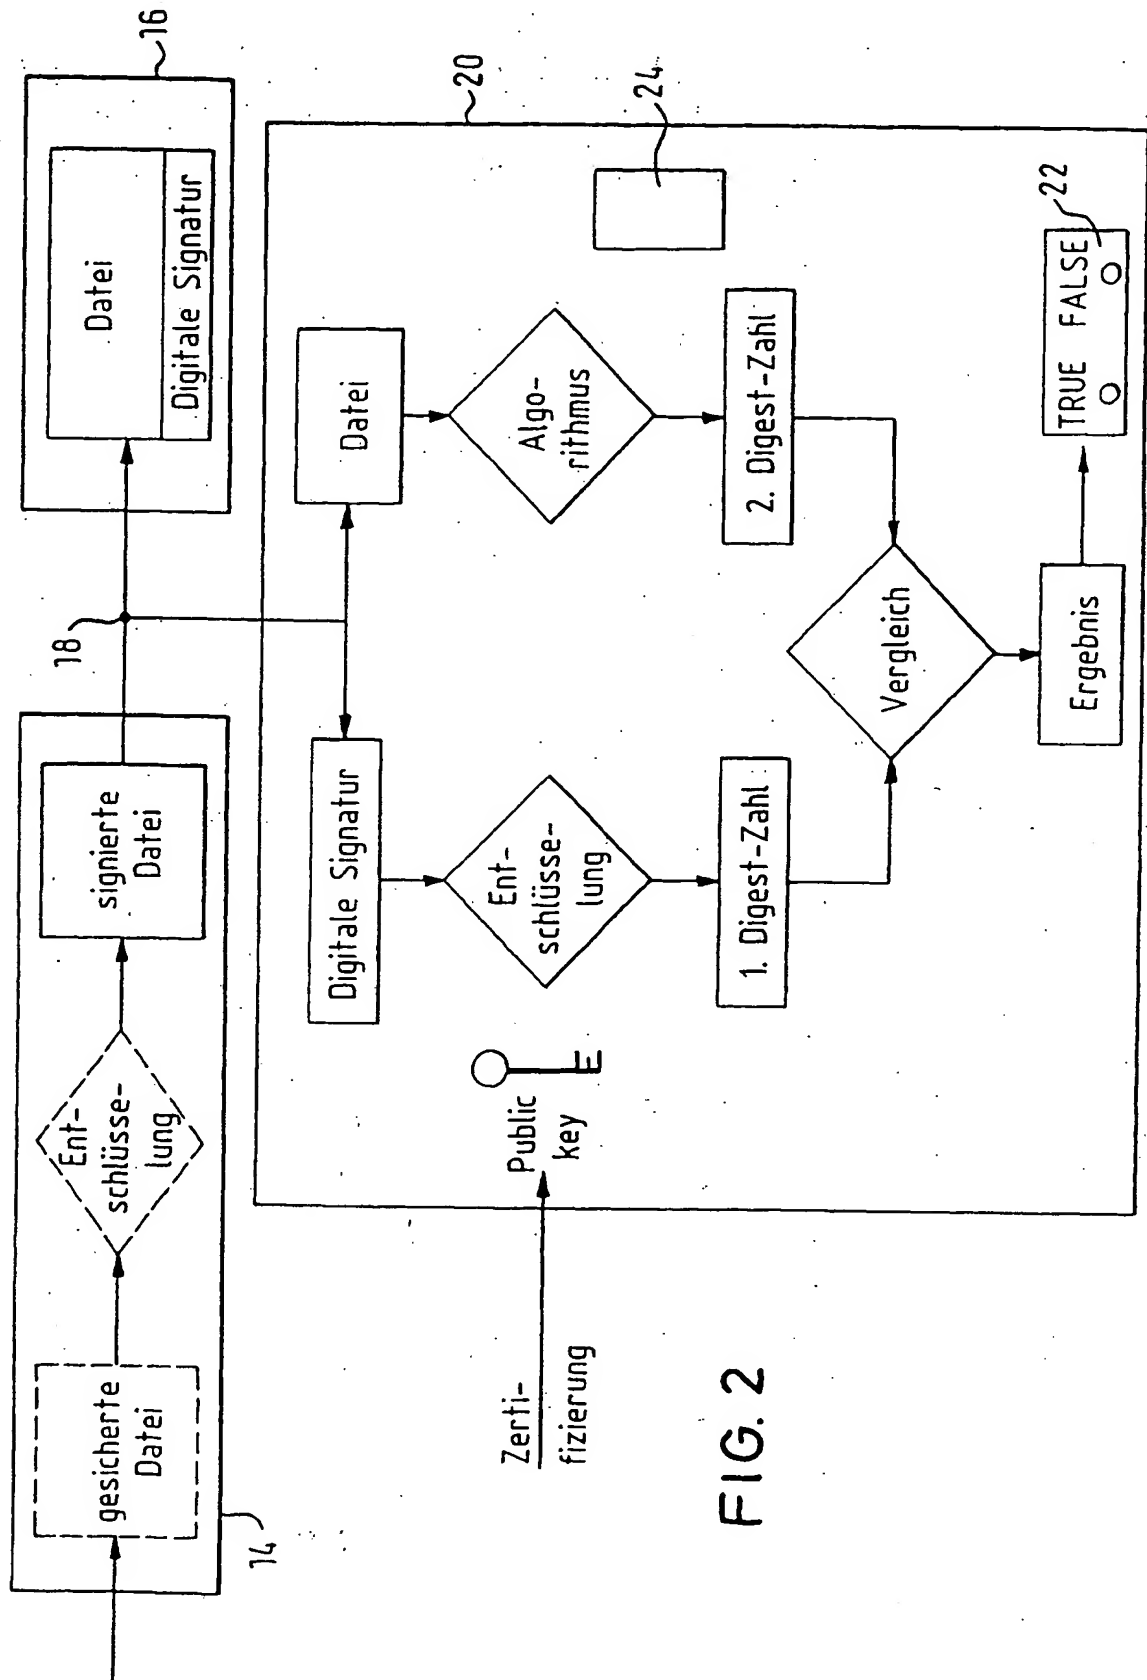 gesicherte
Datei
Ent-
schlüsse-
lung
signierte
Datei
14
18
Datei
Digitale Signatur
16
20
Digitale Signatur
Datei
Zerti-
fizierung
Public
key
Ent-
schlüsse-
lung
Algo-
rithmus
24
1. Digest-Zahl
2. Digest-Zahl
Vergleich
Ergebnis
TRUE FALSE
22
FIG. 2